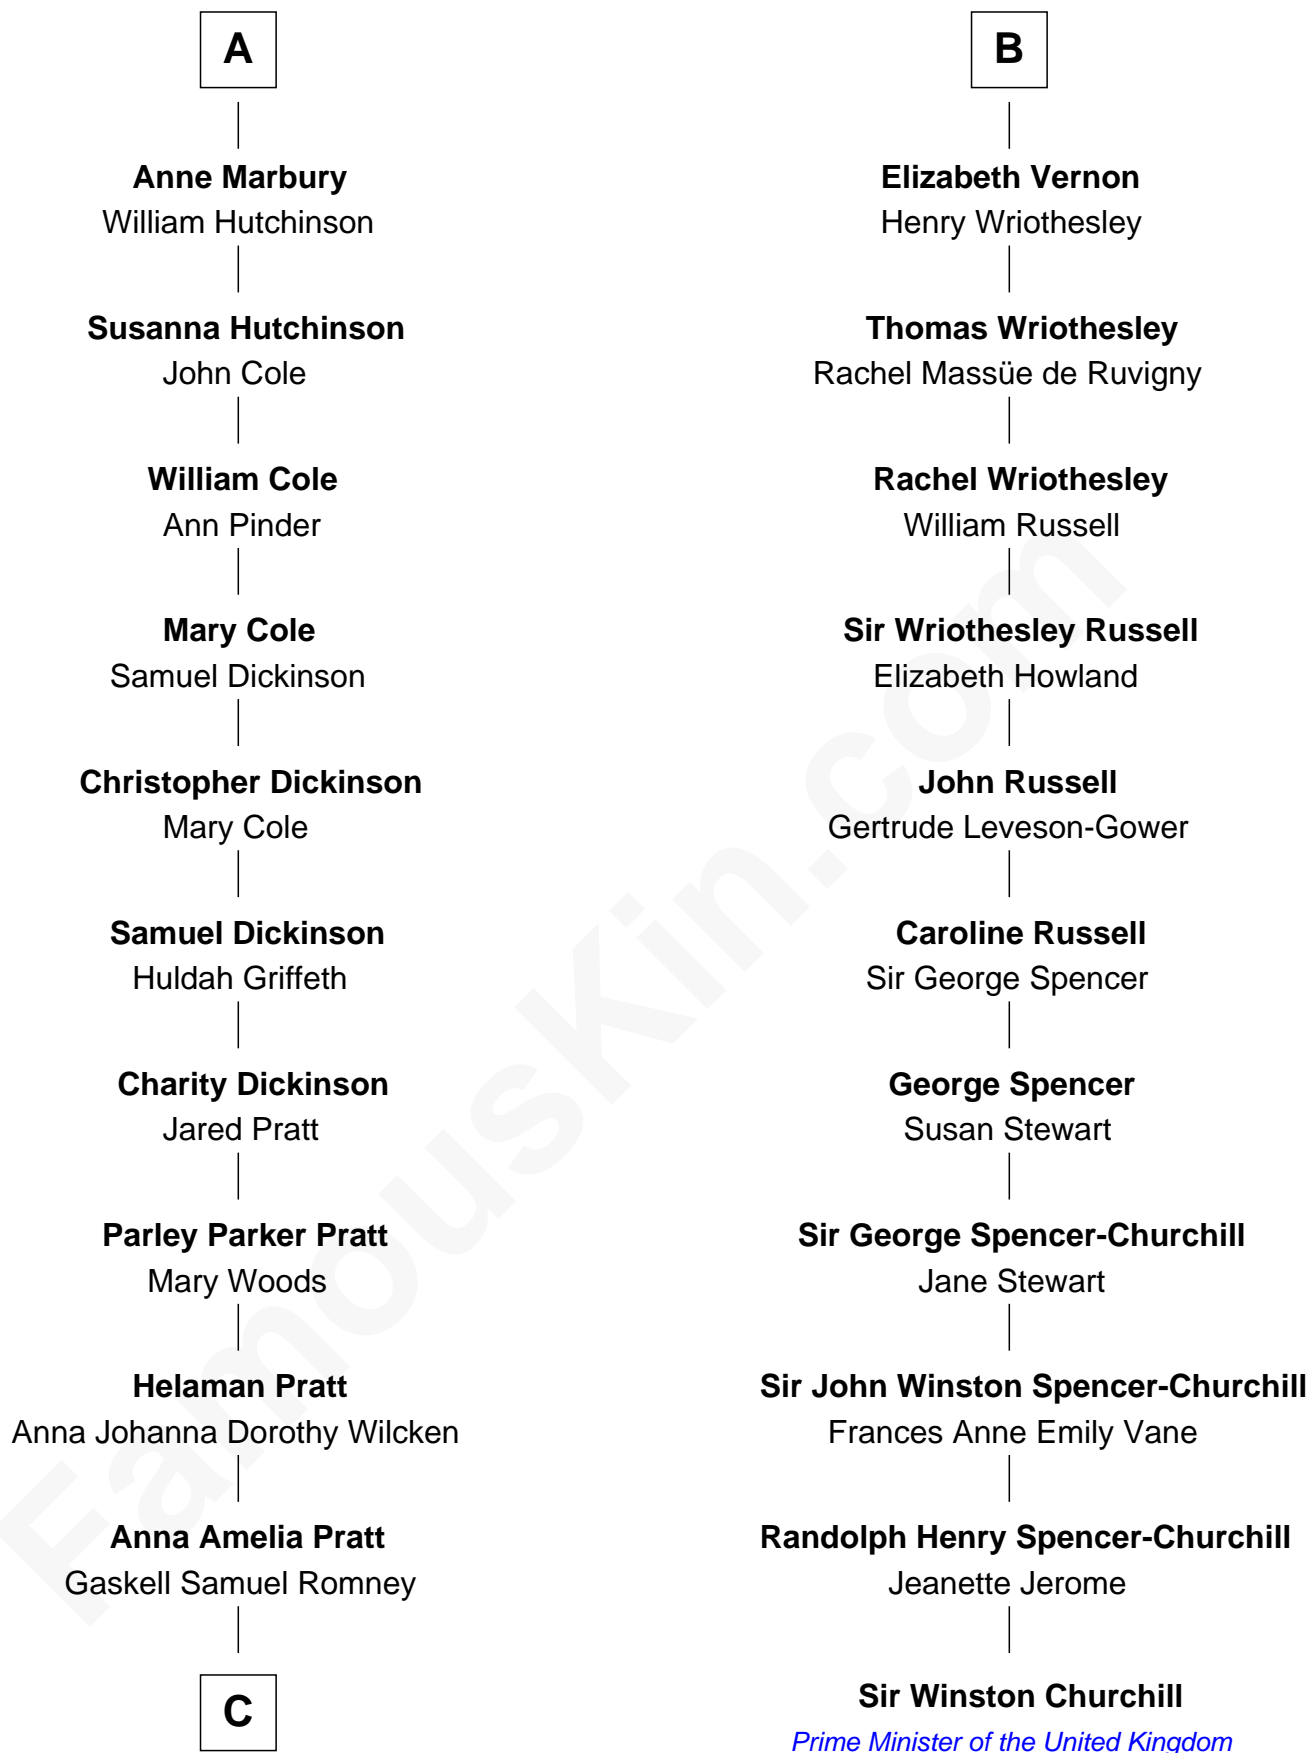 A
Anne Marbury
William Hutchinson
Susanna Hutchinson
John Cole
William Cole
Ann Pinder
Mary Cole
Samuel Dickinson
Christopher Dickinson
Mary Cole
Samuel Dickinson
Huldah Griffeth
Charity Dickinson
Jared Pratt
Parley Parker Pratt
Mary Woods
Helaman Pratt
Anna Johanna Dorothy Wilcken
Anna Amelia Pratt
Gaskell Samuel Romney
C
B
Elizabeth Vernon
Henry Wriothesley
Thomas Wriothesley
Rachel Massüe de Ruvigny
Rachel Wriothesley
William Russell
Sir Wriothesley Russell
Elizabeth Howland
John Russell
Gertrude Leveson-Gower
Caroline Russell
Sir George Spencer
George Spencer
Susan Stewart
Sir George Spencer-Churchill
Jane Stewart
Sir John Winston Spencer-Churchill
Frances Anne Emily Vane
Randolph Henry Spencer-Churchill
Jeanette Jerome
Sir Winston Churchill
Prime Minister of the United Kingdom
FamousKin.com